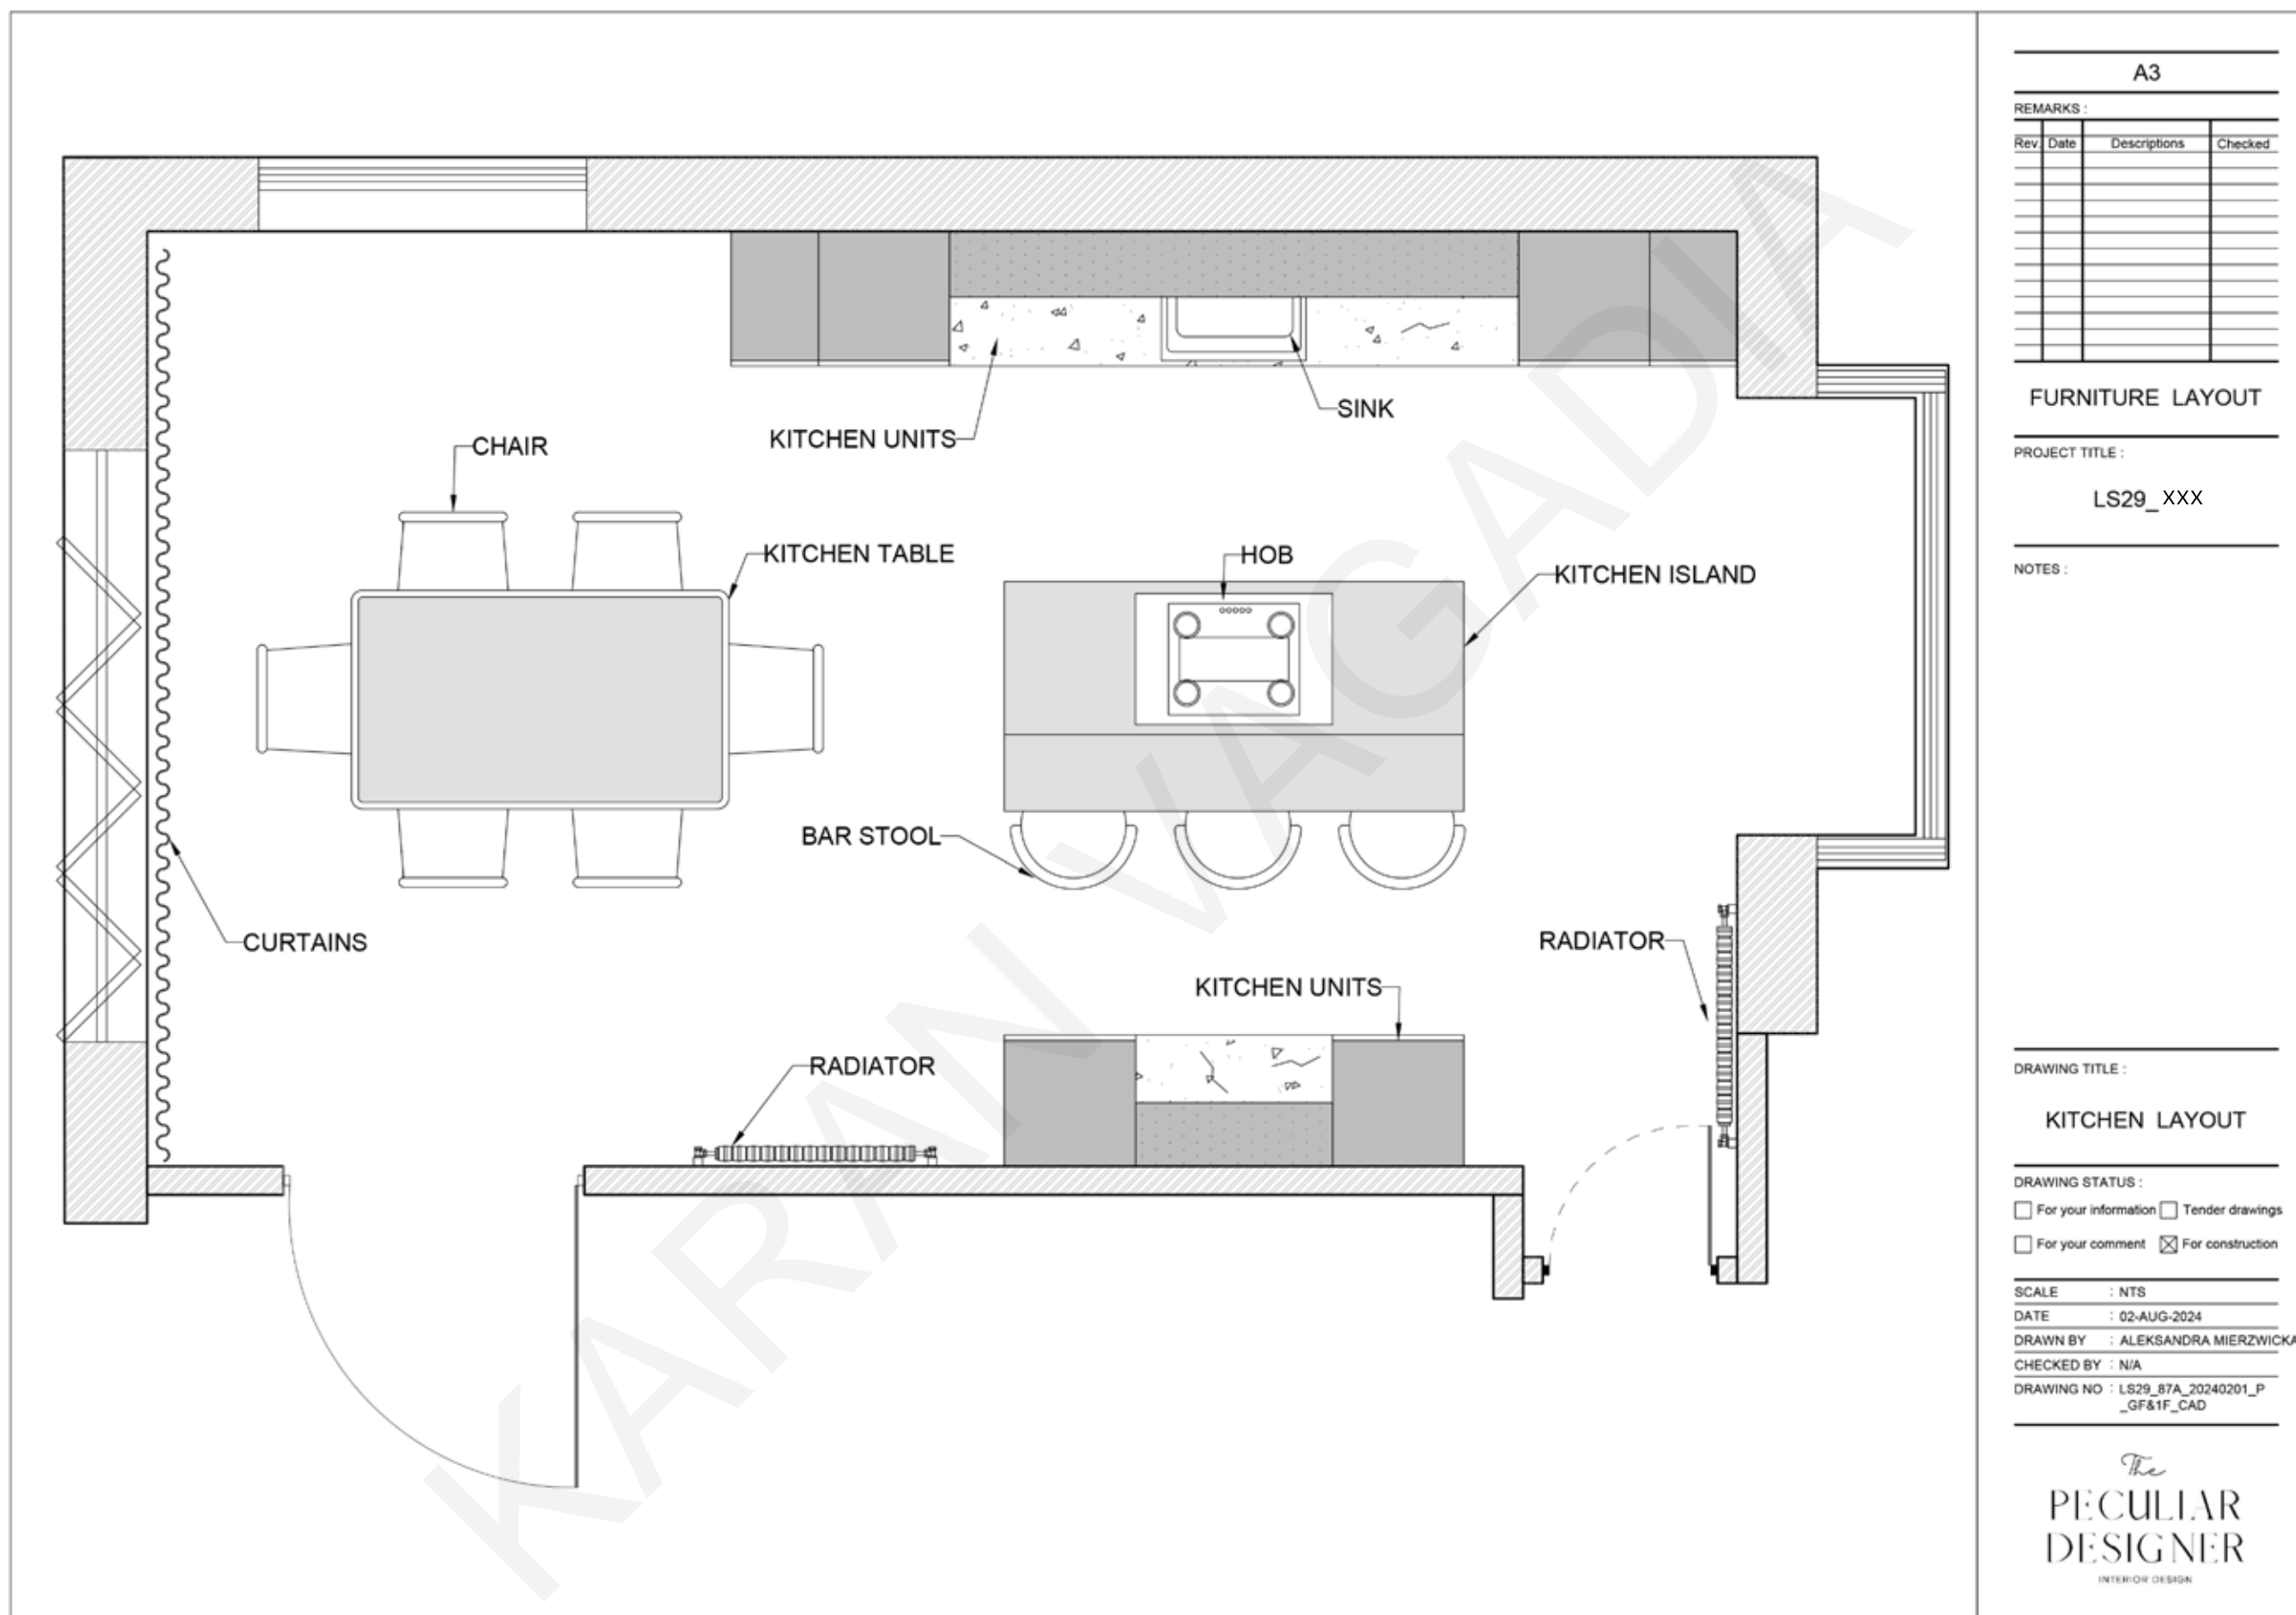 CHAIR
KITCHEN UNITS
SINK
KITCHEN TABLE
HOB
KITCHEN ISLAND
BAR STOOL
CURTAINS
RADIATOR
KITCHEN UNITS
RADIATOR
KARAN VAGADIA
A3
REMARKS :
Rev. Date Descriptions Checked
FURNITURE LAYOUT
PROJECT TITLE :
LS29_ XXX
NOTES :
DRAWING TITLE :
KITCHEN LAYOUT
DRAWING STATUS :
For your information Tender drawings
For your comment For construction
SCALE : NTS
DATE : 02-AUG-2024
DRAWN BY : ALEKSANDRA MIERZWICKA
CHECKED BY : N/A
DRAWING NO : LS29_87A_20240201_P
_GF&1F_CAD
The
PECULIAR
DESIGNER
INTERIOR DESIGN